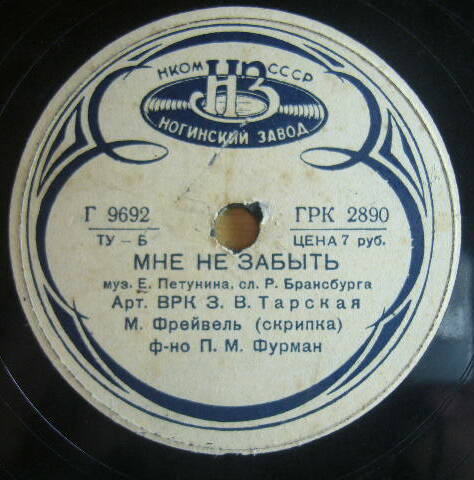 НКОМ СССР
НЗ
НОГИНСКИЙ ЗАВОД
Г 9692 ГРК 2890
ТУ – Б ЦЕНА 7 руб.
МНЕ НЕ ЗАБЫТЬ
муз. Е. Петунина, сл. Р. Брансбурга
Арт. ВРК З. В. Тарская
М. Фрейвель (скрипка)
ф-но П. М. Фурман